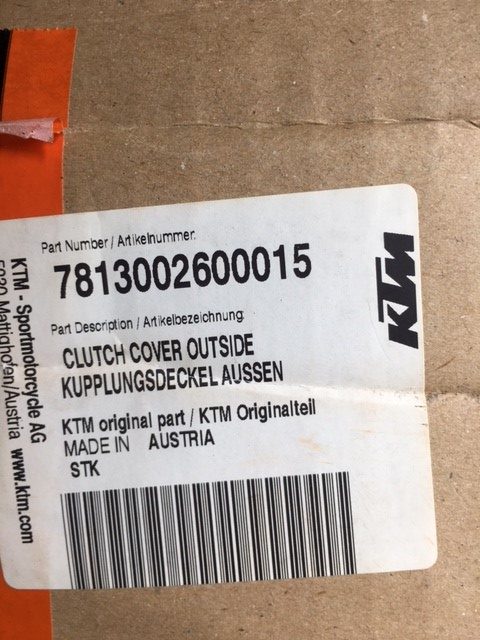 Part Number / Artikelnummer:
7813002600015
Part Description / Artikelbezeichnung:
CLUTCH COVER OUTSIDE
KUPPLUNGSDECKEL AUSSEN
KTM original part / KTM Originalteil
MADE IN AUSTRIA
STK
KTM
KTM - Sportmotorcycle AG
Mattighofen/Austria www.ktm.com